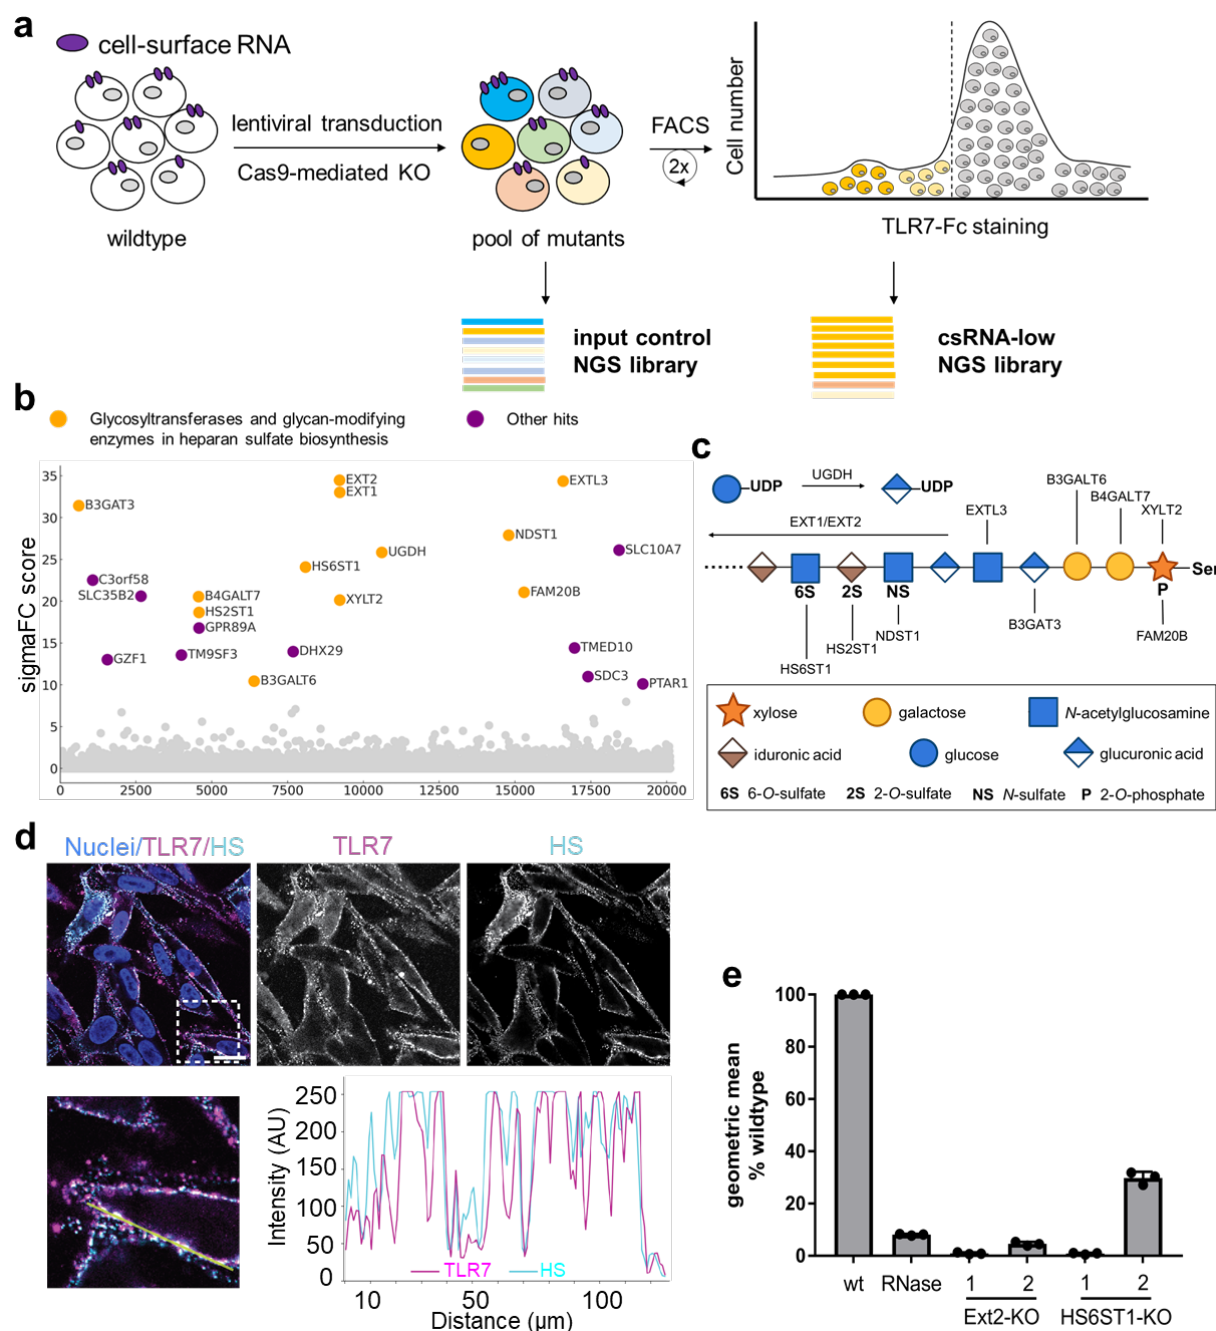 a
cell-surface RNA
lentiviral transduction
Cas9-mediated KO
FACS
2x
Cell number
wildtype
pool of mutants
TLR7-Fc staining
input control
NGS library
csRNA-low
NGS library
b
Glycosyltransferases and glycan-modifying
enzymes in heparan sulfate biosynthesis
Other hits
sigmaFC score
35
30
25
20
15
10
5
0
0
2500
5000
7500
10000
12500
15000
17500
20000
B3GAT3
EXT2
EXT1
EXTL3
NDST1
UGDH
SLC10A7
HS6ST1
C3orf58
SLC35B2
B4GALT7
HS2ST1
GPR89A
XYLT2
FAM20B
GZF1
TM9SF3
DHX29
TMED10
B3GALT6
SDC3
PTAR1
c
UDP
UGDH
UDP
EXT1/EXT2
EXTL3
B3GALT6
B4GALT7
XYLT2
6S
2S
NS
P
Ser
HS6ST1
HS2ST1
NDST1
B3GAT3
FAM20B
xylose
galactose
N-acetylglucosamine
iduronic acid
glucose
glucuronic acid
6S 6-O-sulfate 2S 2-O-sulfate NS N-sulfate P 2-O-phosphate
d
Nuclei/TLR7/HS
TLR7
HS
Intensity (AU)
250
200
150
100
50
0
TLR7
HS
10
50
100
Distance (µm)
e
geometric mean
% wildtype
100
80
60
40
20
0
wt
RNase
1
2
1
2
Ext2-KO
HS6ST1-KO